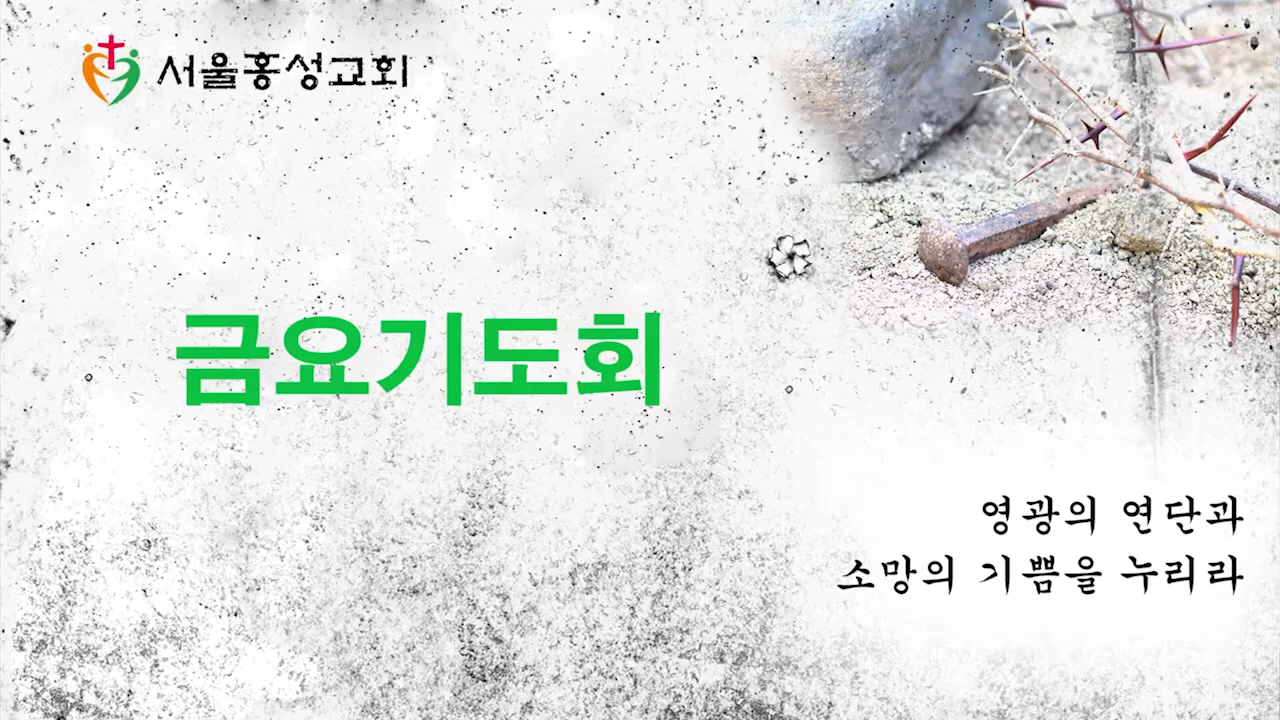 서울홍성교회
금요기도회
영광의 연단과
소망의 기쁨을 누리라